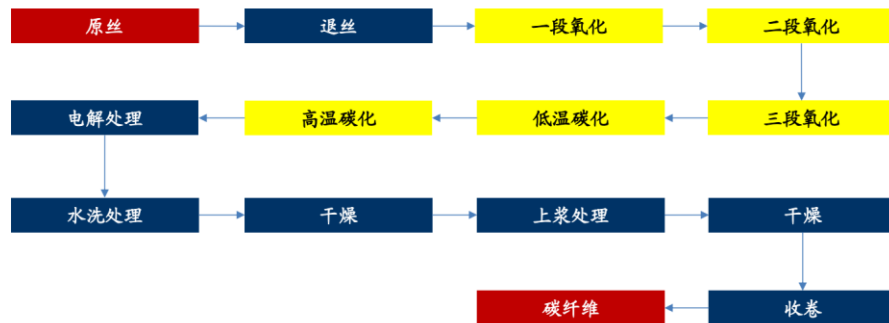 原丝
退丝
一段氧化
二段氧化
三段氧化
低温碳化
高温碳化
电解处理
水洗处理
干燥
上浆处理
干燥
收卷
碳纤维